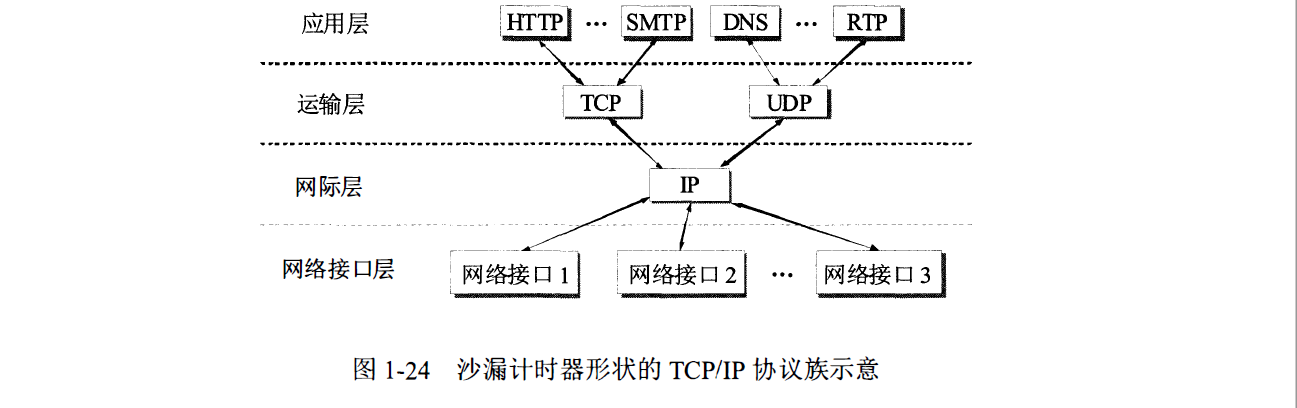 应用层 HTTP … SMTP DNS … RTP
运输层 TCP UDP
网际层 IP
网络接口层 网络接口 1 网络接口 2 … 网络接口 3
图 1-24 沙漏计时器形状的 TCP/IP 协议族示意